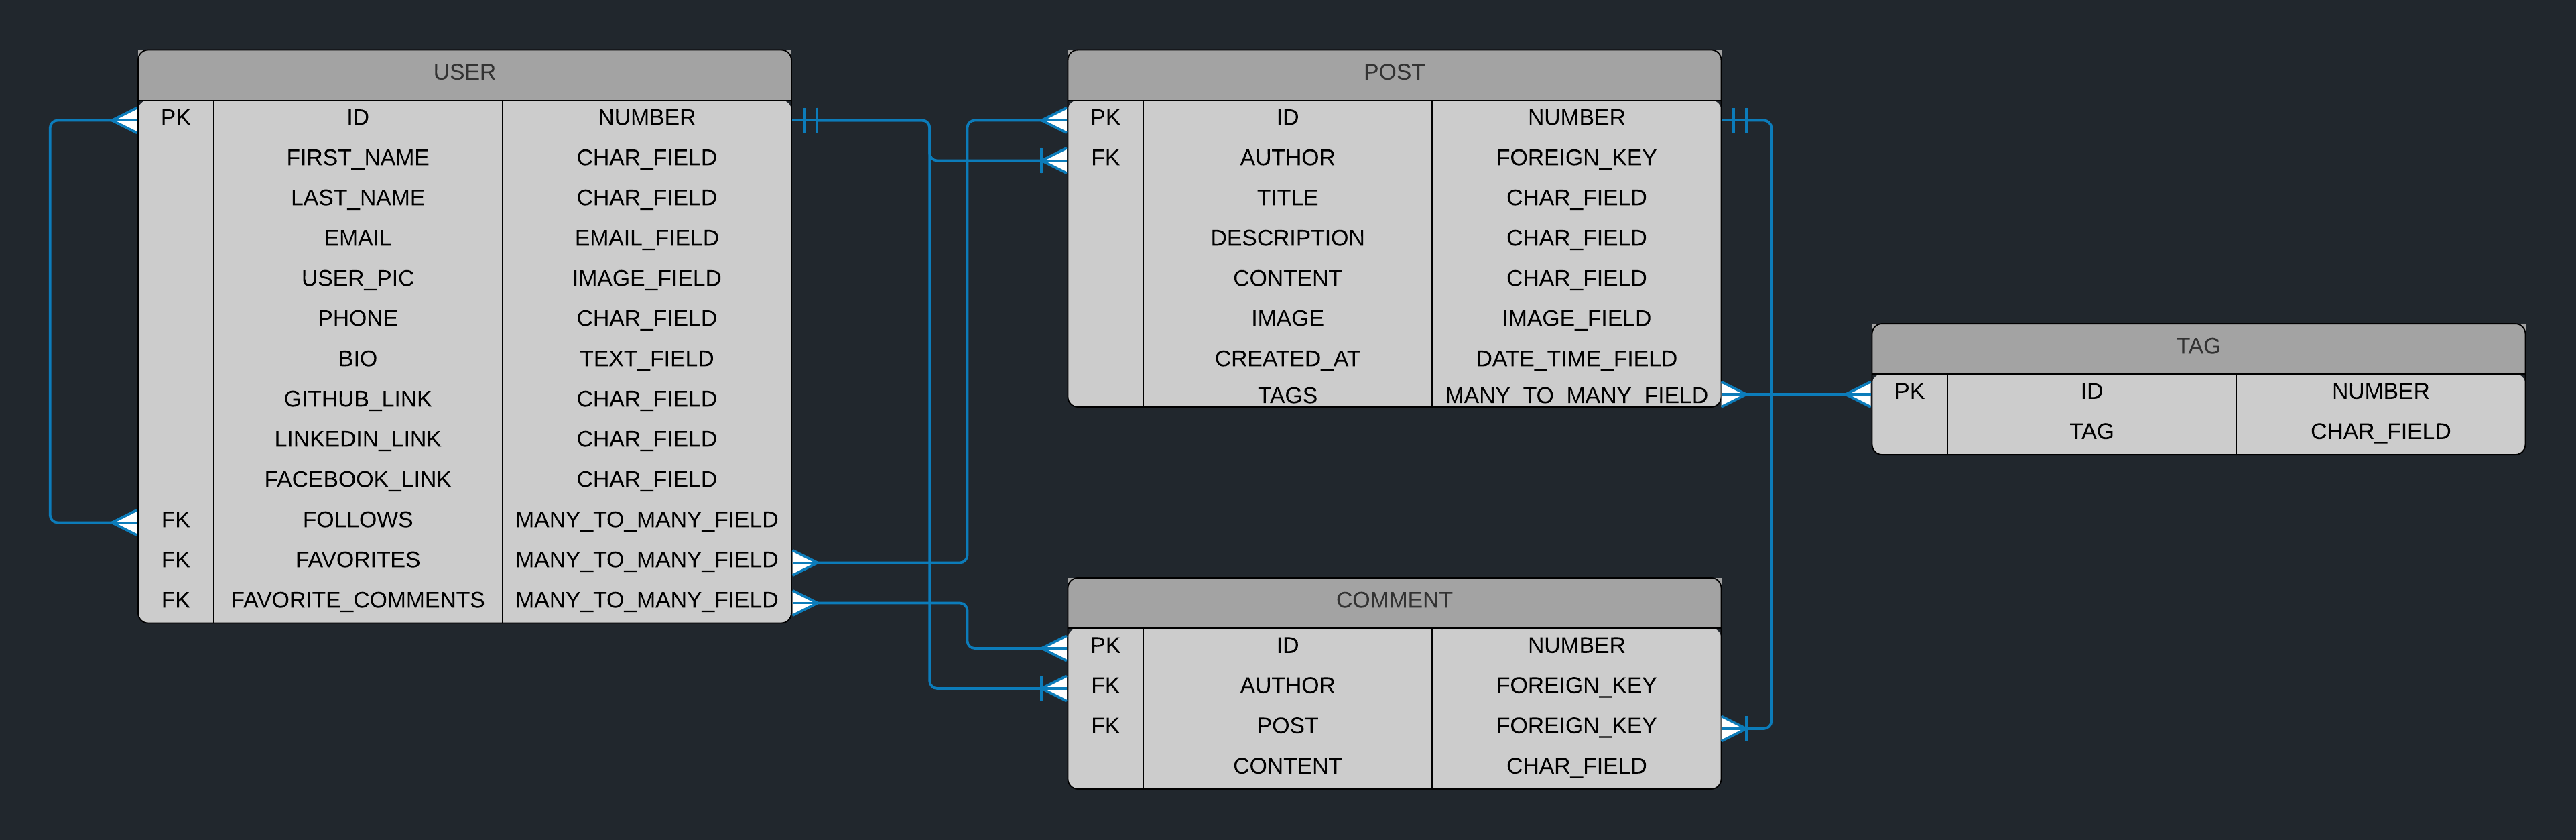 USER
PK ID NUMBER
FIRST_NAME CHAR_FIELD
LAST_NAME CHAR_FIELD
EMAIL EMAIL_FIELD
USER_PIC IMAGE_FIELD
PHONE CHAR_FIELD
BIO TEXT_FIELD
GITHUB_LINK CHAR_FIELD
LINKEDIN_LINK CHAR_FIELD
FACEBOOK_LINK CHAR_FIELD
FK FOLLOWS MANY_TO_MANY_FIELD
FK FAVORITES MANY_TO_MANY_FIELD
FK FAVORITE_COMMENTS MANY_TO_MANY_FIELD
POST
PK ID NUMBER
FK AUTHOR FOREIGN_KEY
TITLE CHAR_FIELD
DESCRIPTION CHAR_FIELD
CONTENT CHAR_FIELD
IMAGE IMAGE_FIELD
CREATED_AT DATE_TIME_FIELD
TAGS MANY_TO_MANY_FIELD
COMMENT
PK ID NUMBER
FK AUTHOR FOREIGN_KEY
FK POST FOREIGN_KEY
CONTENT CHAR_FIELD
TAG
PK ID NUMBER
TAG CHAR_FIELD